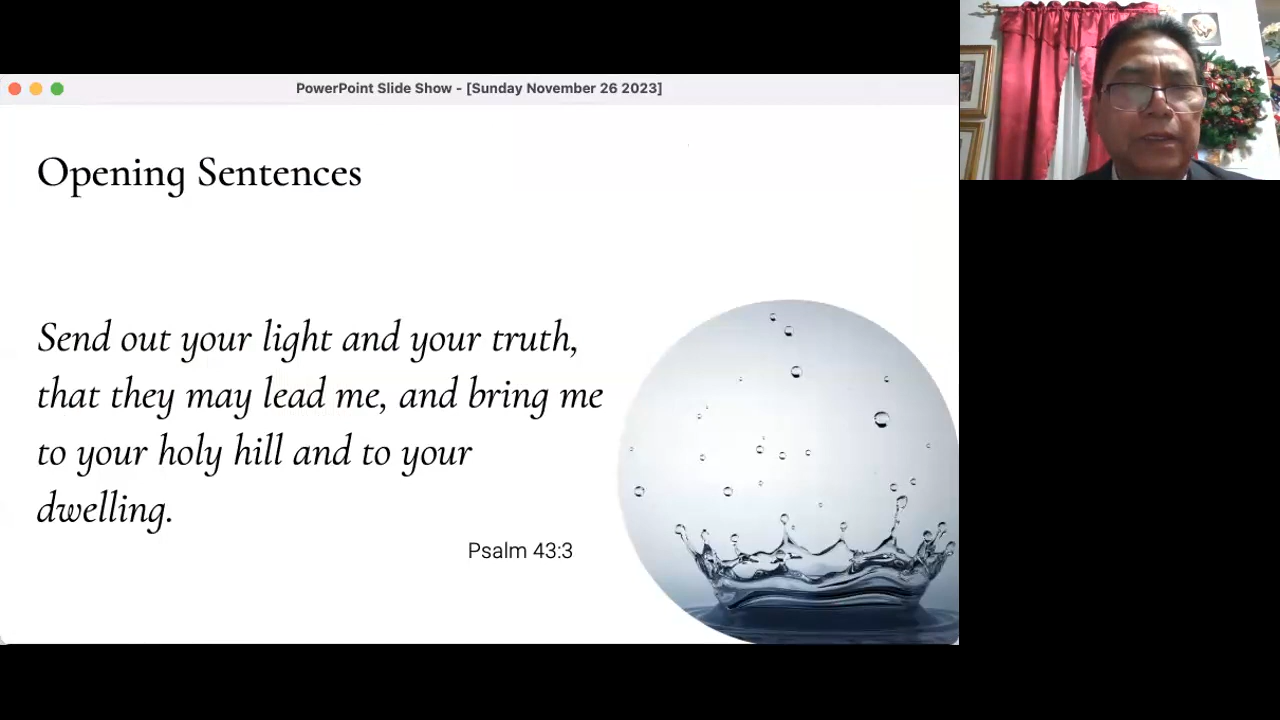 PowerPoint Slide Show - [Sunday November 26 2023]
Opening Sentences
Send out your light and your truth,
that they may lead me, and bring me
to your holy hill and to your
dwelling.
Psalm 43:3